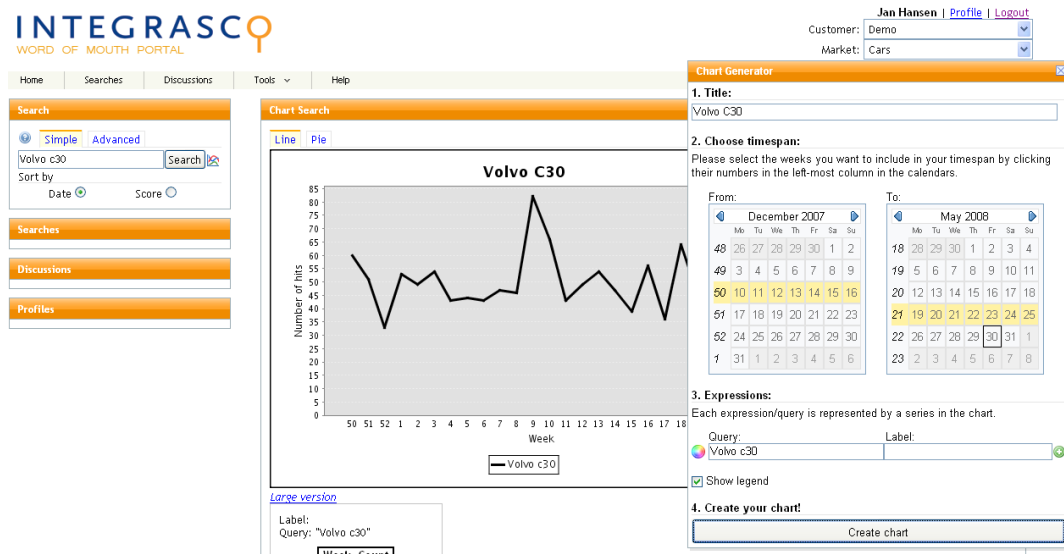 INTEGRASCO
WORD OF MOUTH PORTAL
Jan Hansen | Profile | Logout
Customer: Demo
Market: Cars
Home Searches Discussions Tools Help
Search
Simple Advanced
Volvo c30 Search
Sort by
Date Score
Searches
Discussions
Profiles
Chart Search
Line Pie
Volvo C30
Number of hits
85
80
75
70
65
60
55
50
45
40
35
30
25
20
15
10
5
0
50 51 52 1 2 3 4 5 6 7 8 9 10 11 12 13 14 15 16 17 18
Week
Volvo c30
Large version
Label:
Query: "Volvo c30"
Week Count
Chart Generator
1. Title:
Volvo C30
2. Choose timespan:
Please select the weeks you want to include in your timespan by clicking
their numbers in the left-most column in the calendars.
From:
December 2007
Mo Tu We Th Fr Sa Su
48 26 27 28 29 30 1 2
49 3 4 5 6 7 8 9
50 10 11 12 13 14 15 16
51 17 18 19 20 21 22 23
52 24 25 26 27 28 29 30
1 31 1 2 3 4 5 6
To:
May 2008
Mo Tu We Th Fr Sa Su
18 28 29 30 1 2 3 4
19 5 6 7 8 9 10 11
20 12 13 14 15 16 17 18
21 19 20 21 22 23 24 25
22 26 27 28 29 30 31 1
23 2 3 4 5 6 7 8
3. Expressions:
Each expression/query is represented by a series in the chart.
Query: Label:
Volvo c30
Show legend
4. Create your chart!
Create chart